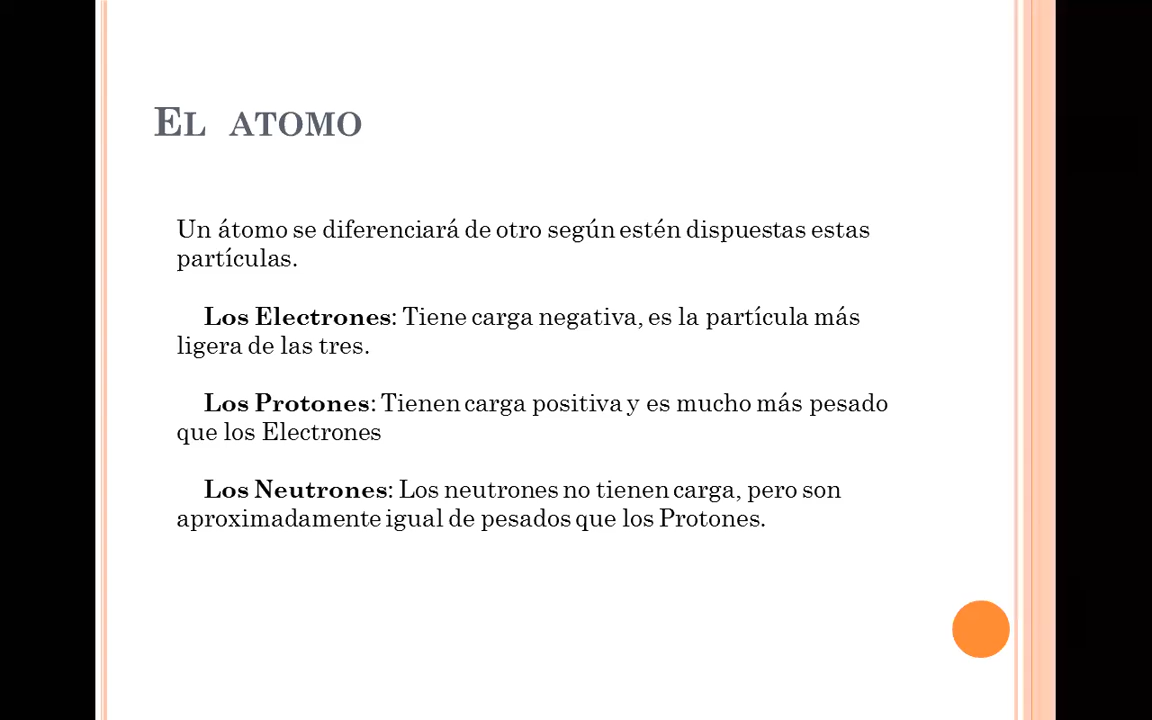 El atomo
Un átomo se diferenciará de otro según estén dispuestas estas
partículas.
Los Electrones: Tiene carga negativa, es la partícula más
ligera de las tres.
Los Protones: Tienen carga positiva y es mucho más pesado
que los Electrones
Los Neutrones: Los neutrones no tienen carga, pero son
aproximadamente igual de pesados que los Protones.